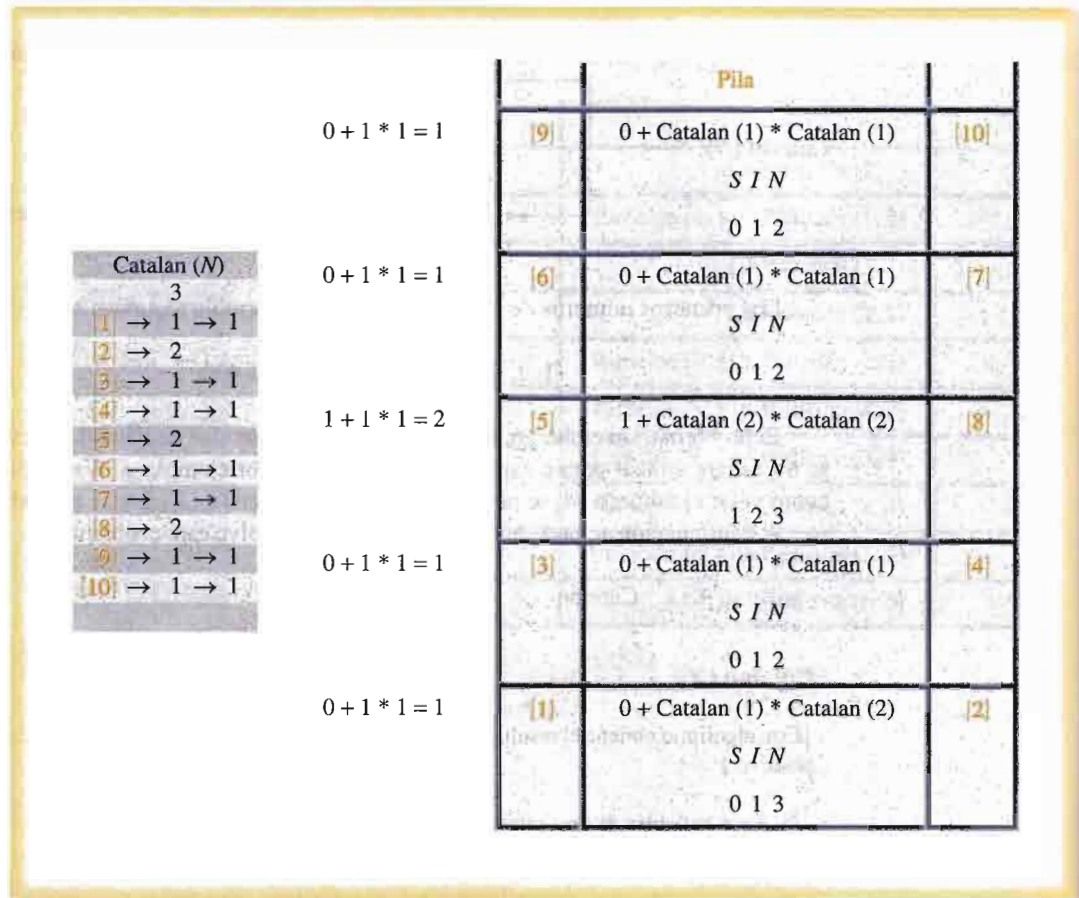 Pila
0 + 1 * 1 = 1 [9] 0 + Catalan (1) * Catalan (1) [10]
S I N
0 1 2
0 + 1 * 1 = 1 [6] 0 + Catalan (1) * Catalan (1) [7]
S I N
0 1 2
1 + 1 * 1 = 2 [5] 1 + Catalan (2) * Catalan (2) [8]
S I N
1 2 3
0 + 1 * 1 = 1 [3] 0 + Catalan (1) * Catalan (1) [4]
S I N
0 1 2
0 + 1 * 1 = 1 [1] 0 + Catalan (1) * Catalan (2) [2]
S I N
0 1 3
Catalan (N)
3
[1] → 1 → 1
[2] → 2
[3] → 1 → 1
[4] → 1 → 1
[5] → 2
[6] → 1 → 1
[7] → 1 → 1
[8] → 2
[9] → 1 → 1
[10] → 1 → 1